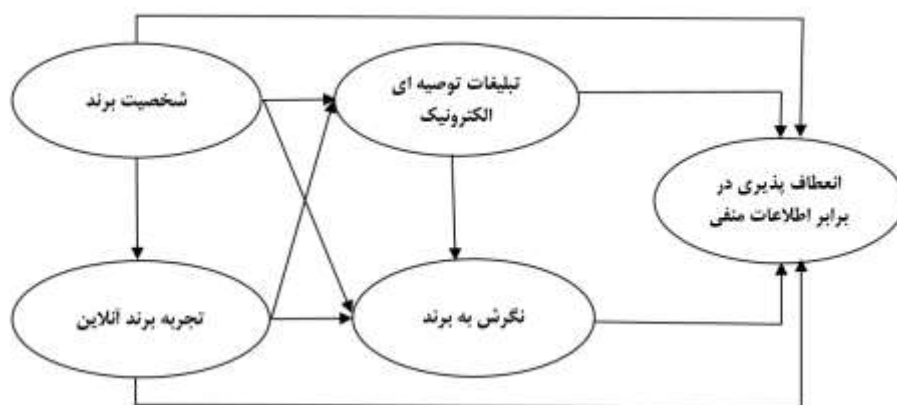 شخصیت برند
تبلیغات توصیه ای
الکترونیک
انعطاف پذیری در
برابر اطلاعات منفی
تجربه برند آنلاین
نگرش به برند